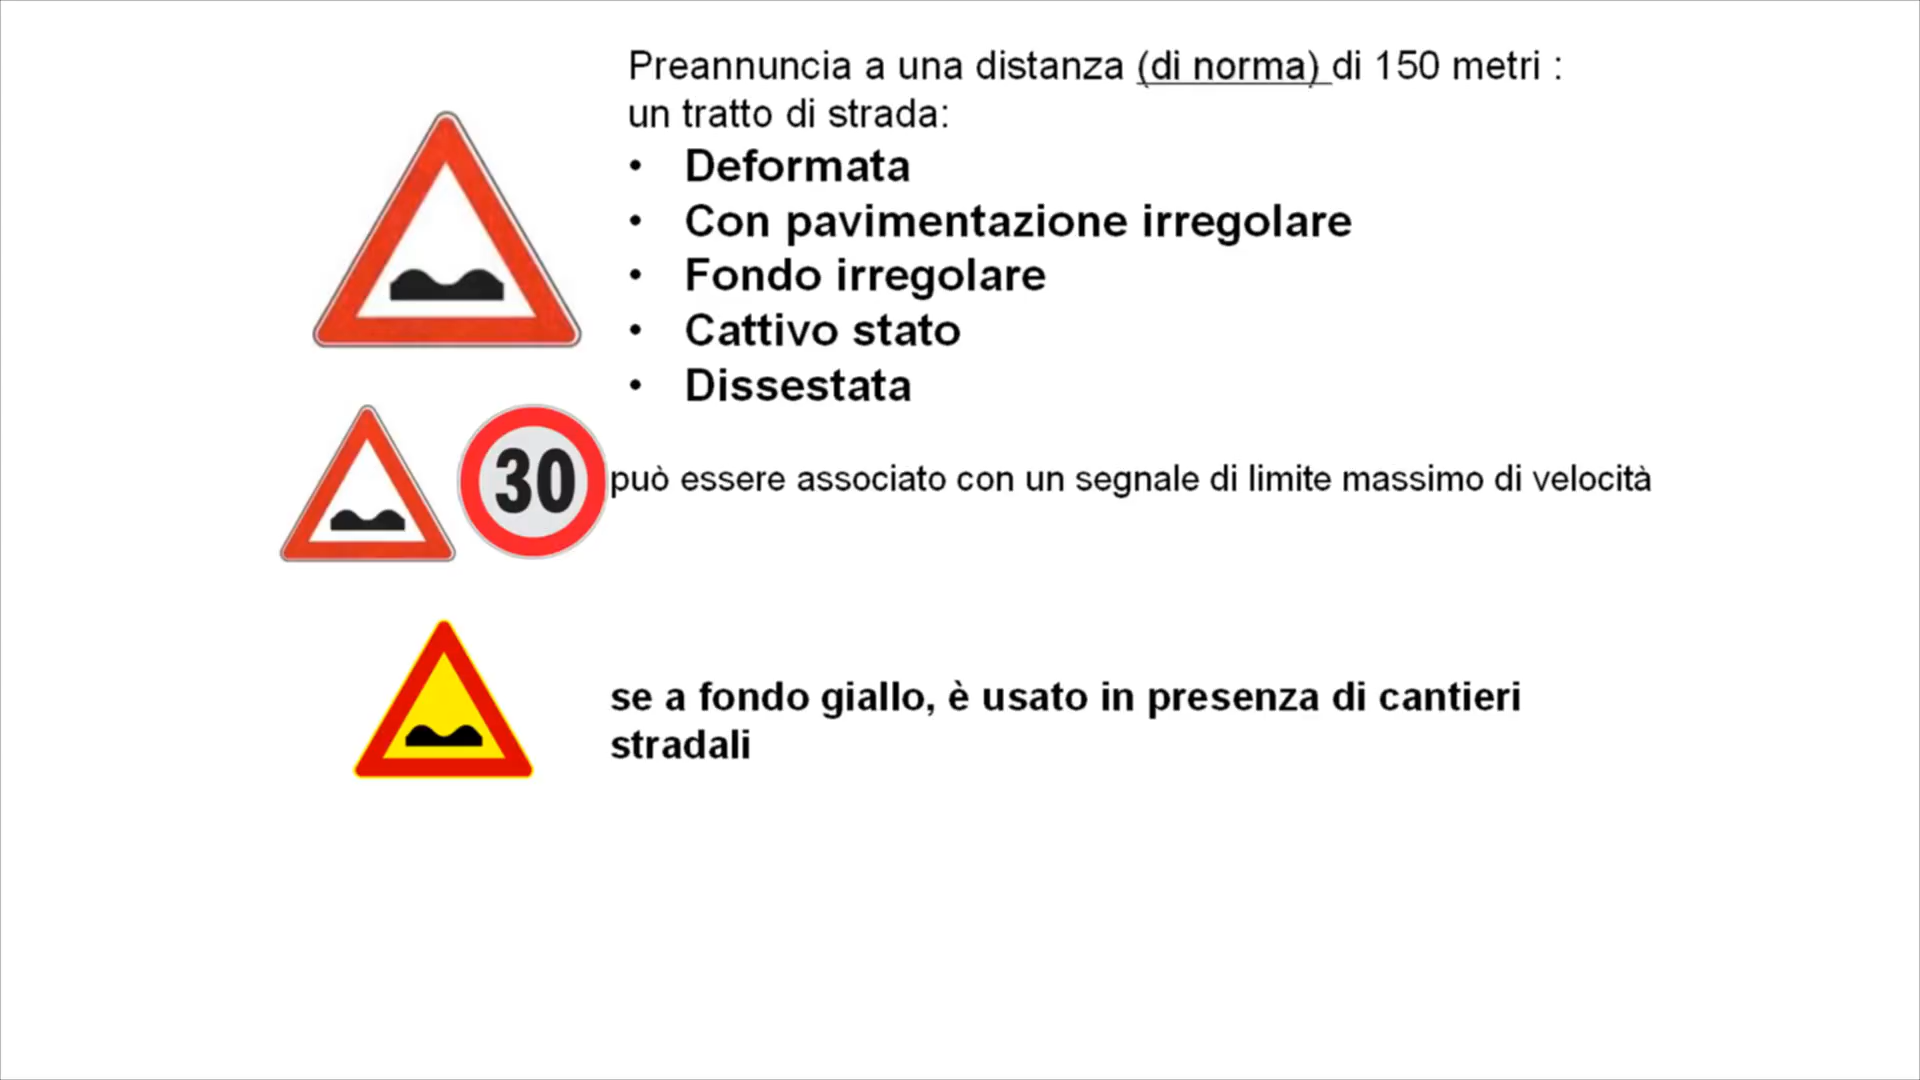 Preannuncia a una distanza (di norma) di 150 metri :
un tratto di strada:
• Deformata
• Con pavimentazione irregolare
• Fondo irregolare
• Cattivo stato
• Dissestata
30
può essere associato con un segnale di limite massimo di velocità
se a fondo giallo, è usato in presenza di cantieri
stradali